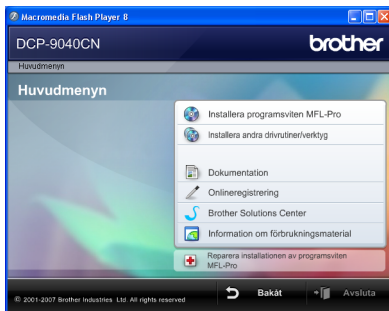 Macromedia Flash Player 8
DCP-9040CN
brother
Huvudmenyn
Huvudmenyn
Installera programsviten MFL-Pro
Installera andra drivrutiner/verktyg
Dokumentation
Onlineregistrering
Brother Solutions Center
Information om förbrukningsmaterial
Reparera installationen av programsviten
MFL-Pro
© 2001-2007 Brother Industries Ltd. All rights reserved
Bakåt
Avsluta